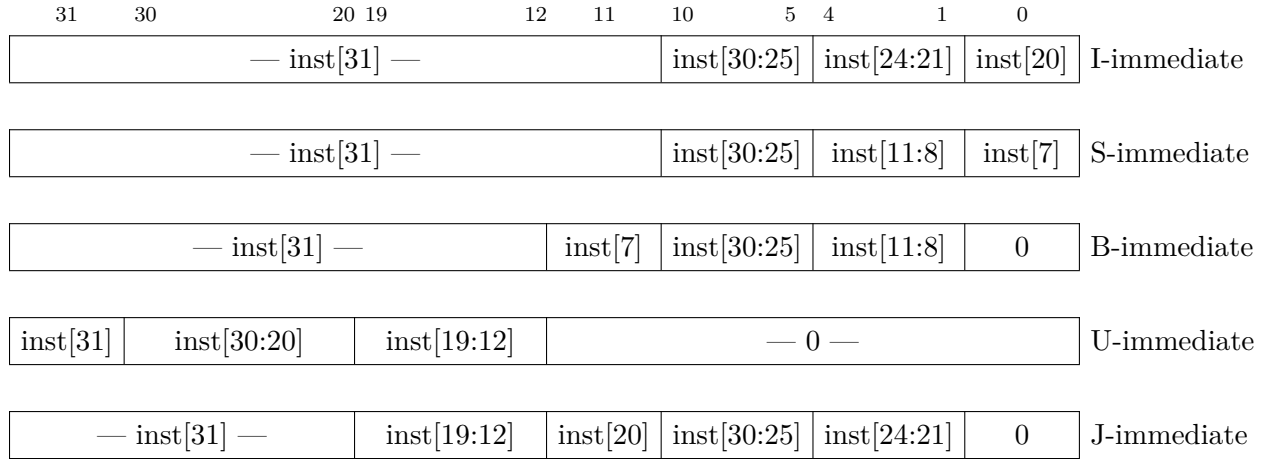 31 30 20 19 12 11 10 5 4 1 0
— inst[31] — inst[30:25] inst[24:21] inst[20] I-immediate
— inst[31] — inst[30:25] inst[11:8] inst[7] S-immediate
— inst[31] — inst[7] inst[30:25] inst[11:8] 0 B-immediate
inst[31] inst[30:20] inst[19:12] — 0 — U-immediate
— inst[31] — inst[19:12] inst[20] inst[30:25] inst[24:21] 0 J-immediate